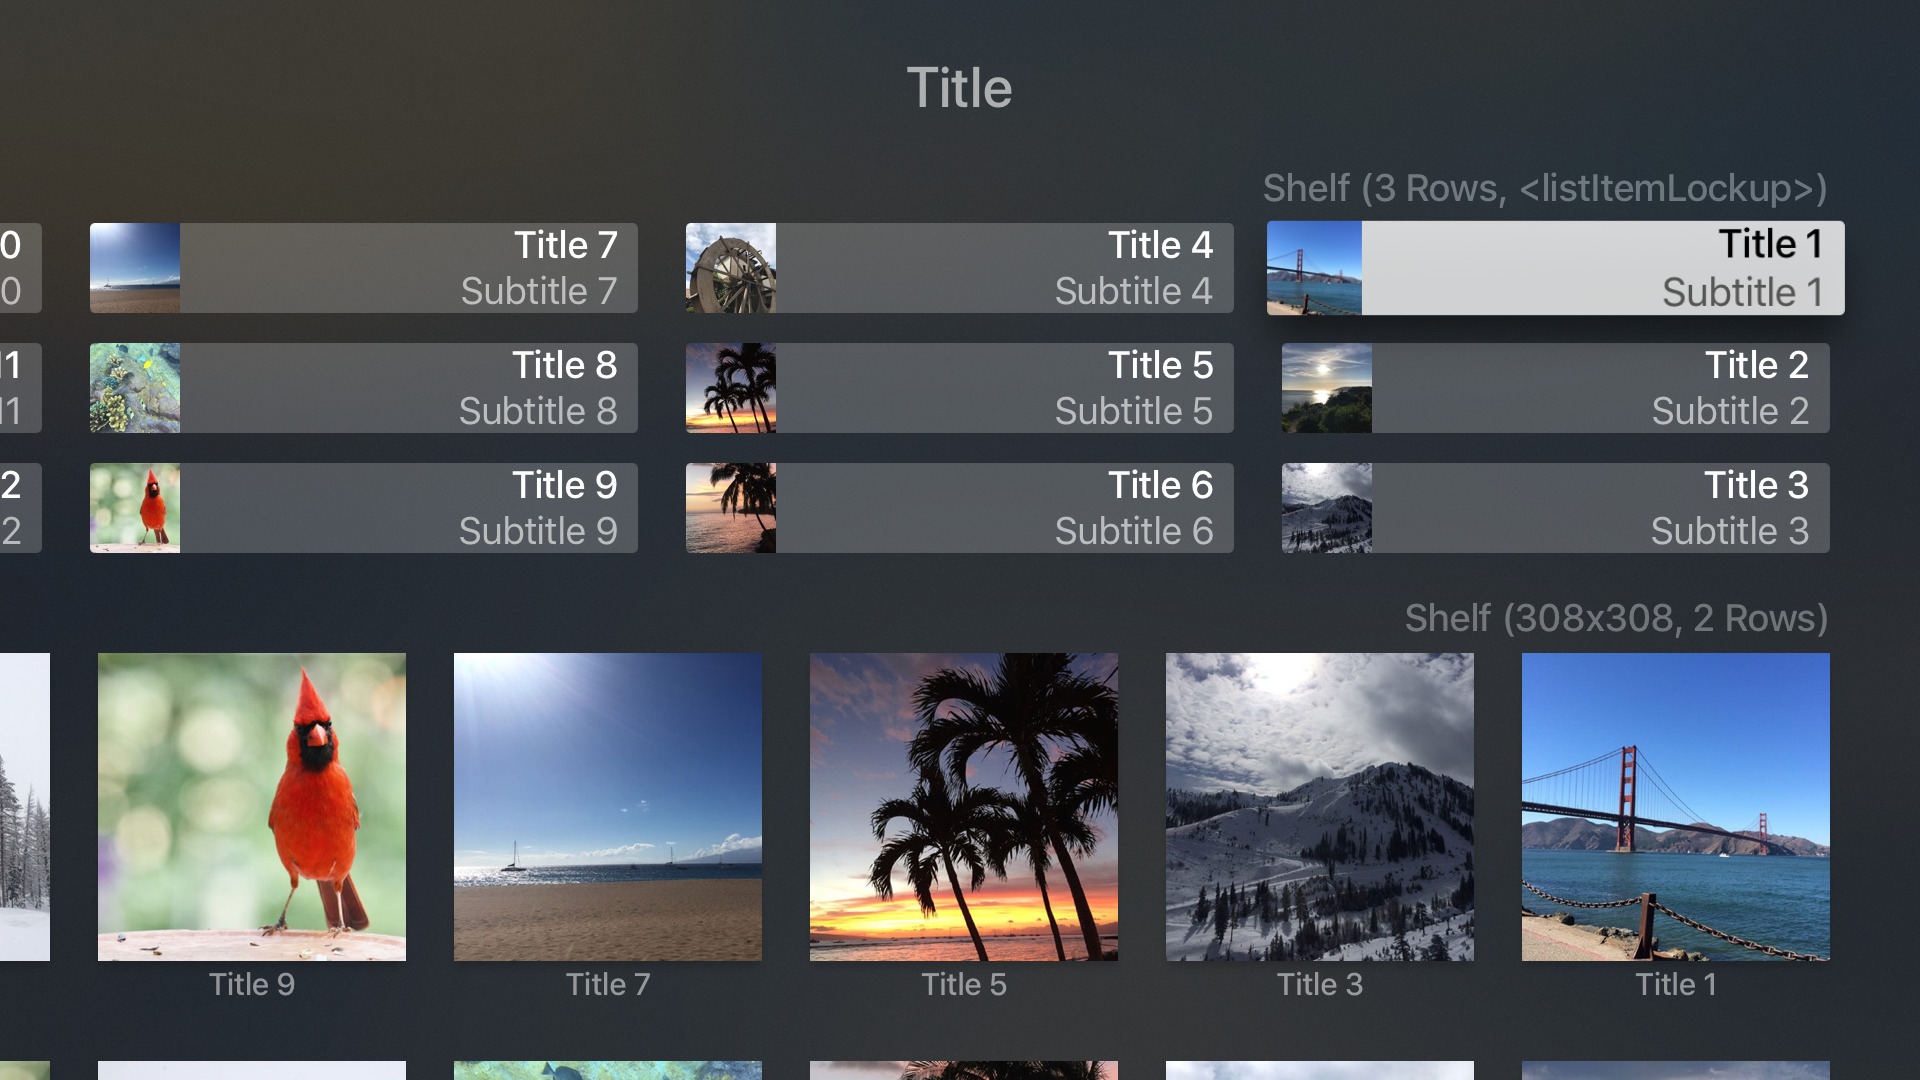 Title
Shelf (3 Rows, <listItemLockup>)
Title 1
Subtitle 1
Title 4
Subtitle 4
Title 7
Subtitle 7
0
0
Title 2
Subtitle 2
Title 5
Subtitle 5
Title 8
Subtitle 8
11
11
Title 3
Subtitle 3
Title 6
Subtitle 6
Title 9
Subtitle 9
2
2
Shelf (308x308, 2 Rows)
Title 1
Title 3
Title 5
Title 7
Title 9